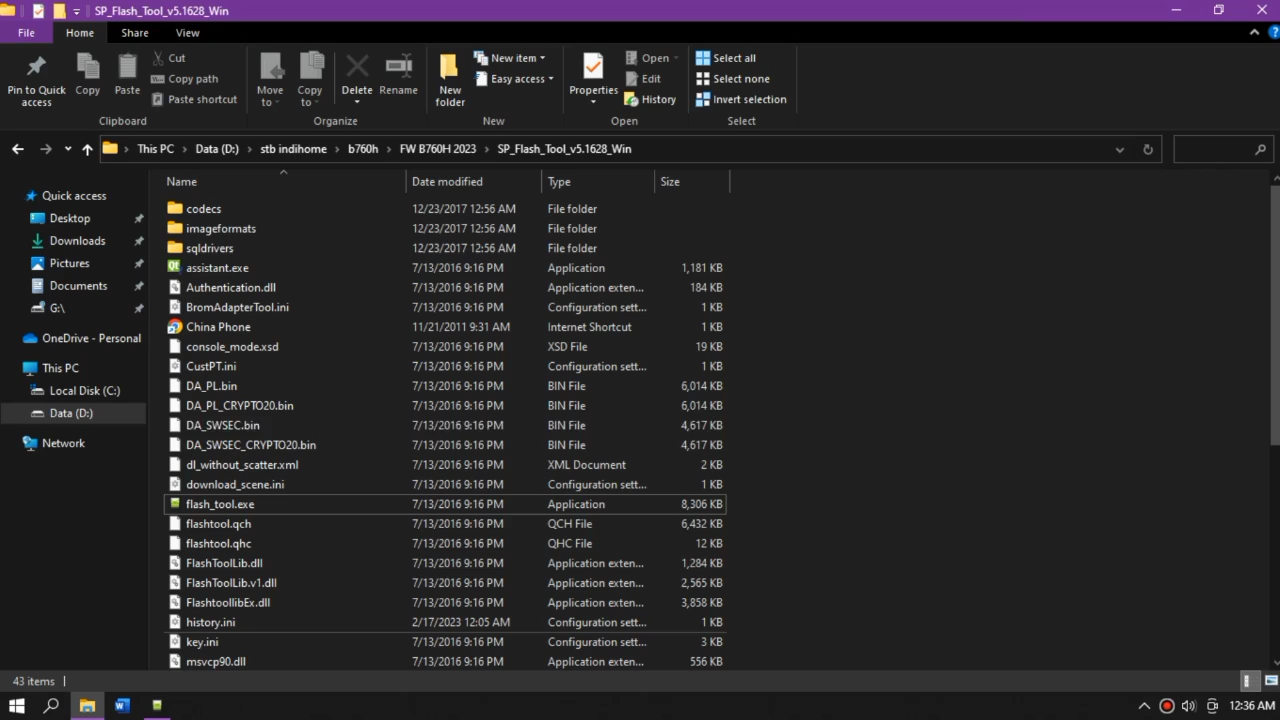 SP_Flash_Tool_v5.1628_Win
File Home Share View
Pin to Quick access
Copy
Paste
Cut
Copy path
Paste shortcut
Clipboard
Move to
Copy to
Delete
Rename
Organize
New folder
New item
Easy access
New
Properties
Open
Edit
History
Open
Select all
Select none
Invert selection
Select
This PC > Data (D:) > stb indihome > b760h > FW B760H 2023 > SP_Flash_Tool_v5.1628_Win
Quick access
Desktop
Downloads
Pictures
Documents
G:\
OneDrive - Personal
This PC
Local Disk (C:)
Data (D:)
Network
Name Date modified Type Size
codecs 12/23/2017 12:56 AM File folder
imageformats 12/23/2017 12:56 AM File folder
sqldrivers 12/23/2017 12:56 AM File folder
assistant.exe 7/13/2016 9:16 PM Application 1,181 KB
Authentication.dll 7/13/2016 9:16 PM Application exten... 184 KB
BromAdapterTool.ini 7/13/2016 9:16 PM Configuration sett... 1 KB
China Phone 11/21/2011 9:31 AM Internet Shortcut 1 KB
console_mode.xsd 7/13/2016 9:16 PM XSD File 19 KB
CustPT.ini 7/13/2016 9:16 PM Configuration sett... 1 KB
DA_PL.bin 7/13/2016 9:16 PM BIN File 6,014 KB
DA_PL_CRYPTO20.bin 7/13/2016 9:16 PM BIN File 6,014 KB
DA_SWSEC.bin 7/13/2016 9:16 PM BIN File 4,617 KB
DA_SWSEC_CRYPTO20.bin 7/13/2016 9:16 PM BIN File 4,617 KB
dl_without_scatter.xml 7/13/2016 9:16 PM XML Document 2 KB
download_scene.ini 7/13/2016 9:16 PM Configuration sett... 1 KB
flash_tool.exe 7/13/2016 9:16 PM Application 8,306 KB
flashtool.qch 7/13/2016 9:16 PM QCH File 6,432 KB
flashtool.qhc 7/13/2016 9:16 PM QHC File 12 KB
FlashToolLib.dll 7/13/2016 9:16 PM Application exten... 1,284 KB
FlashToolLib.v1.dll 7/13/2016 9:16 PM Application exten... 2,565 KB
FlashtoollibEx.dll 7/13/2016 9:16 PM Application exten... 3,858 KB
history.ini 2/17/2023 12:05 AM Configuration sett... 1 KB
key.ini 7/13/2016 9:16 PM Configuration sett... 3 KB
msvcp90.dll 7/13/2016 9:16 PM Application exten... 556 KB
43 items
12:36 AM